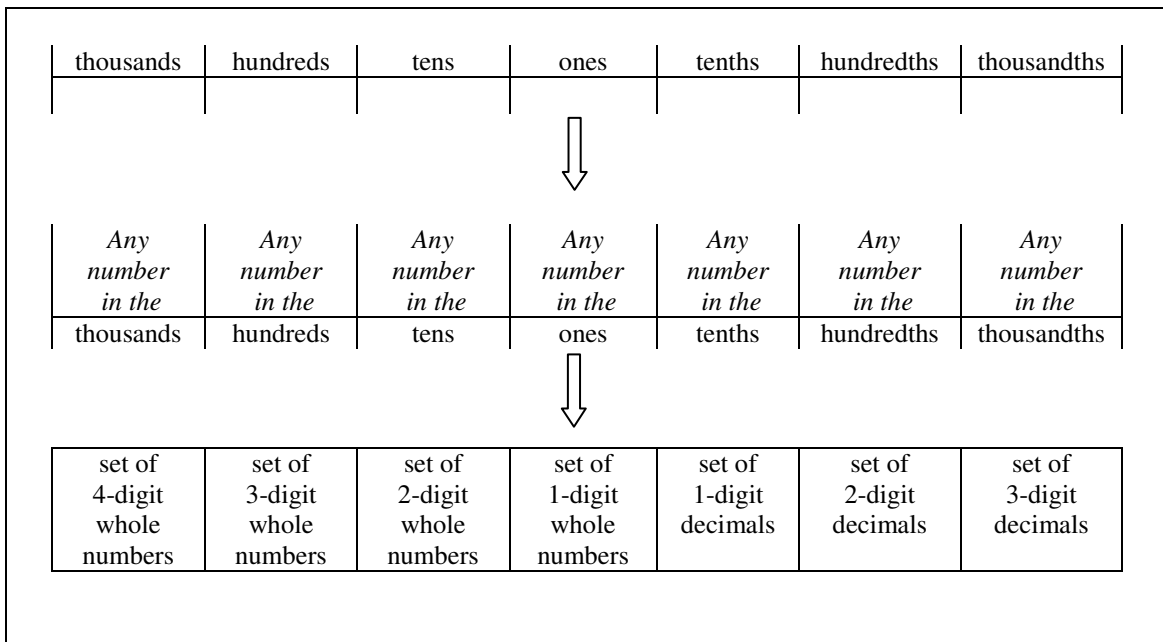 thousands hundreds tens ones tenths hundredths thousandths
Any Any Any Any Any Any Any
number number number number number number number
in the in the in the in the in the in the in the
thousands hundreds tens ones tenths hundredths thousandths
set of set of set of set of set of set of set of
4-digit 3-digit 2-digit 1-digit 1-digit 2-digit 3-digit
whole whole whole whole decimals decimals decimals
numbers numbers numbers numbers